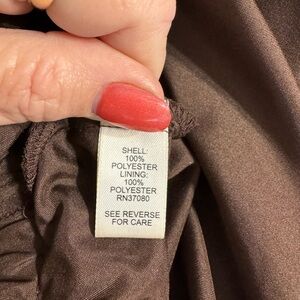 SHELL:
100%
POLYESTER
LINING;
100%
POLYESTER
RN37080
SEE REVERSE
FOR CARE